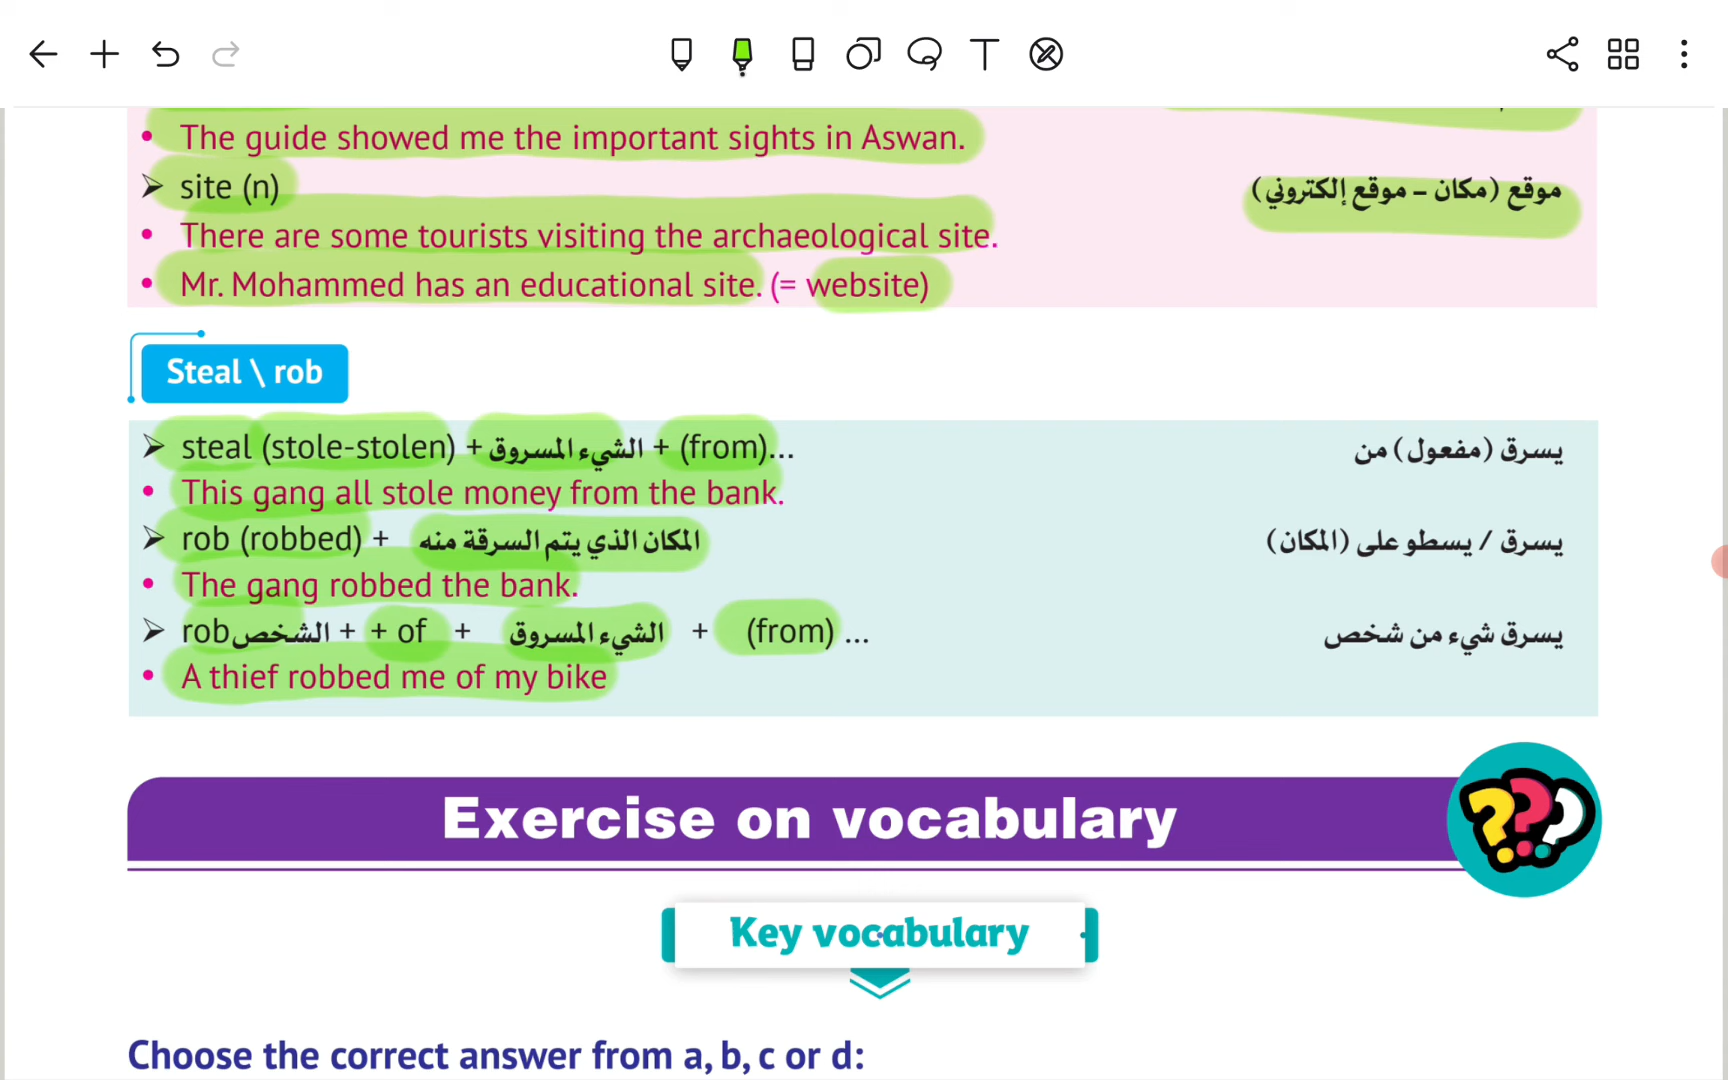 • The guide showed me the important sights in Aswan.
➢ site (n) موقع (مكان – موقع إلكتروني)
• There are some tourists visiting the archaeological site.
• Mr. Mohammed has an educational site. (= website)
Steal \ rob
➢ steal (stole-stolen) + الشيء المسروق + (from)... يسرق (مفعول) من
• This gang all stole money from the bank.
➢ rob (robbed) + المكان الذي يتم السرقة منه يسرق / يسطو على (المكان)
• The gang robbed the bank.
➢ rob الشخص + + of + الشيء المسروق + (from) ... يسرق شيء من شخص
• A thief robbed me of my bike
Exercise on vocabulary
???
Key vocabulary
Choose the correct answer from a, b, c or d: